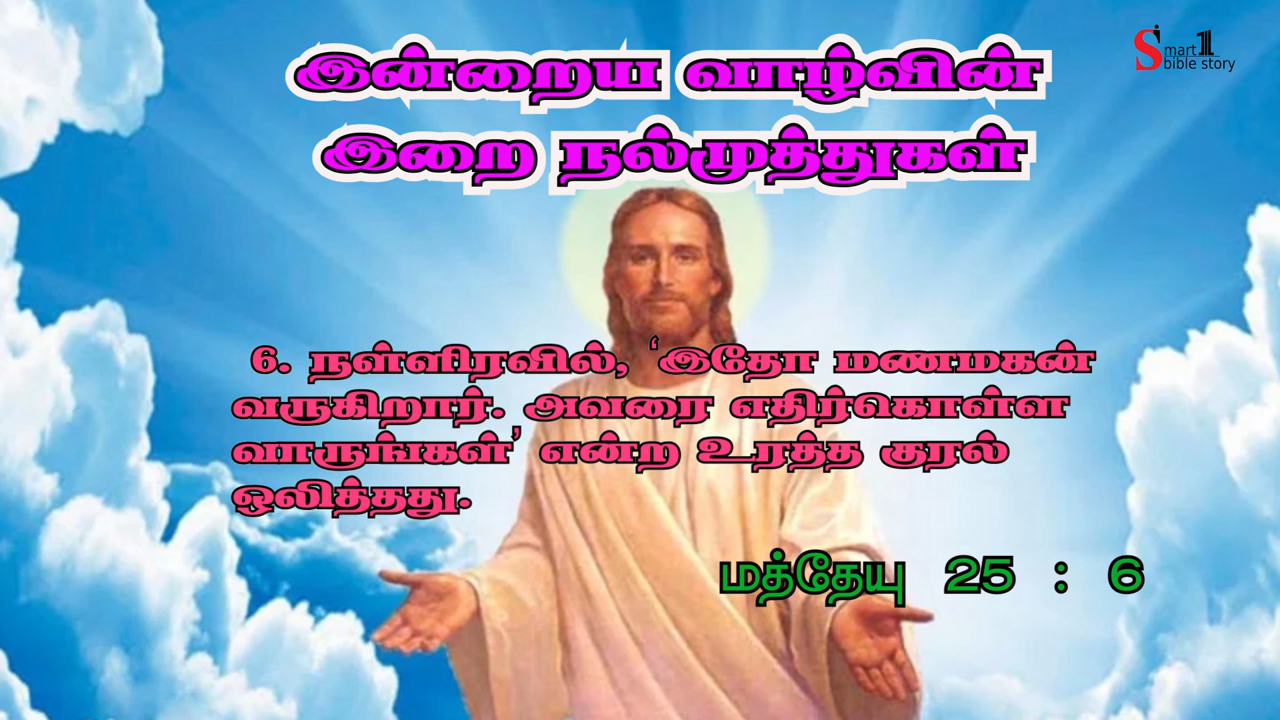 இன்றைய வாழ்வின்
இறை நல்முத்துகள்
Smart1
bible story
6. நள்ளிரவில், ‘இதோ மணமகன்
வருகிறார். அவரை எதிர்கொள்ள
வாருங்கள்’ என்ற உரத்த குரல்
ஒலித்தது.
மத்தேயு 25 : 6